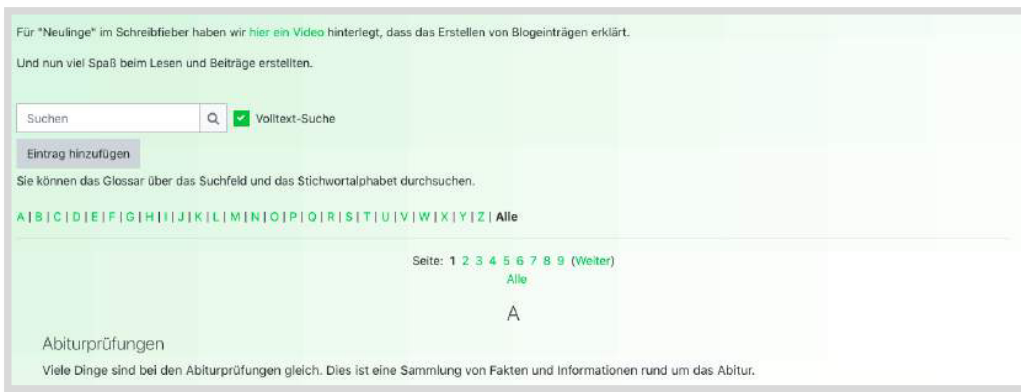 Für "Neulinge" im Schreibfieber haben wir hier ein Video hinterlegt, dass das Erstellen von Blogeinträgen erklärt.
Und nun viel Spaß beim Lesen und Beiträge erstellten.
Suchen
Volltext-Suche
Eintrag hinzufügen
Sie können das Glossar über das Suchfeld und das Stichwortalphabet durchsuchen.
A | B | C | D | E | F | G | H | I | J | K | L | M | N | O | P | Q | R | S | T | U | V | W | X | Y | Z | Alle
Seite: 1 2 3 4 5 6 7 8 9 (Weiter)
Alle
A
Abiturprüfungen
Viele Dinge sind bei den Abiturprüfungen gleich. Dies ist eine Sammlung von Fakten und Informationen rund um das Abitur.